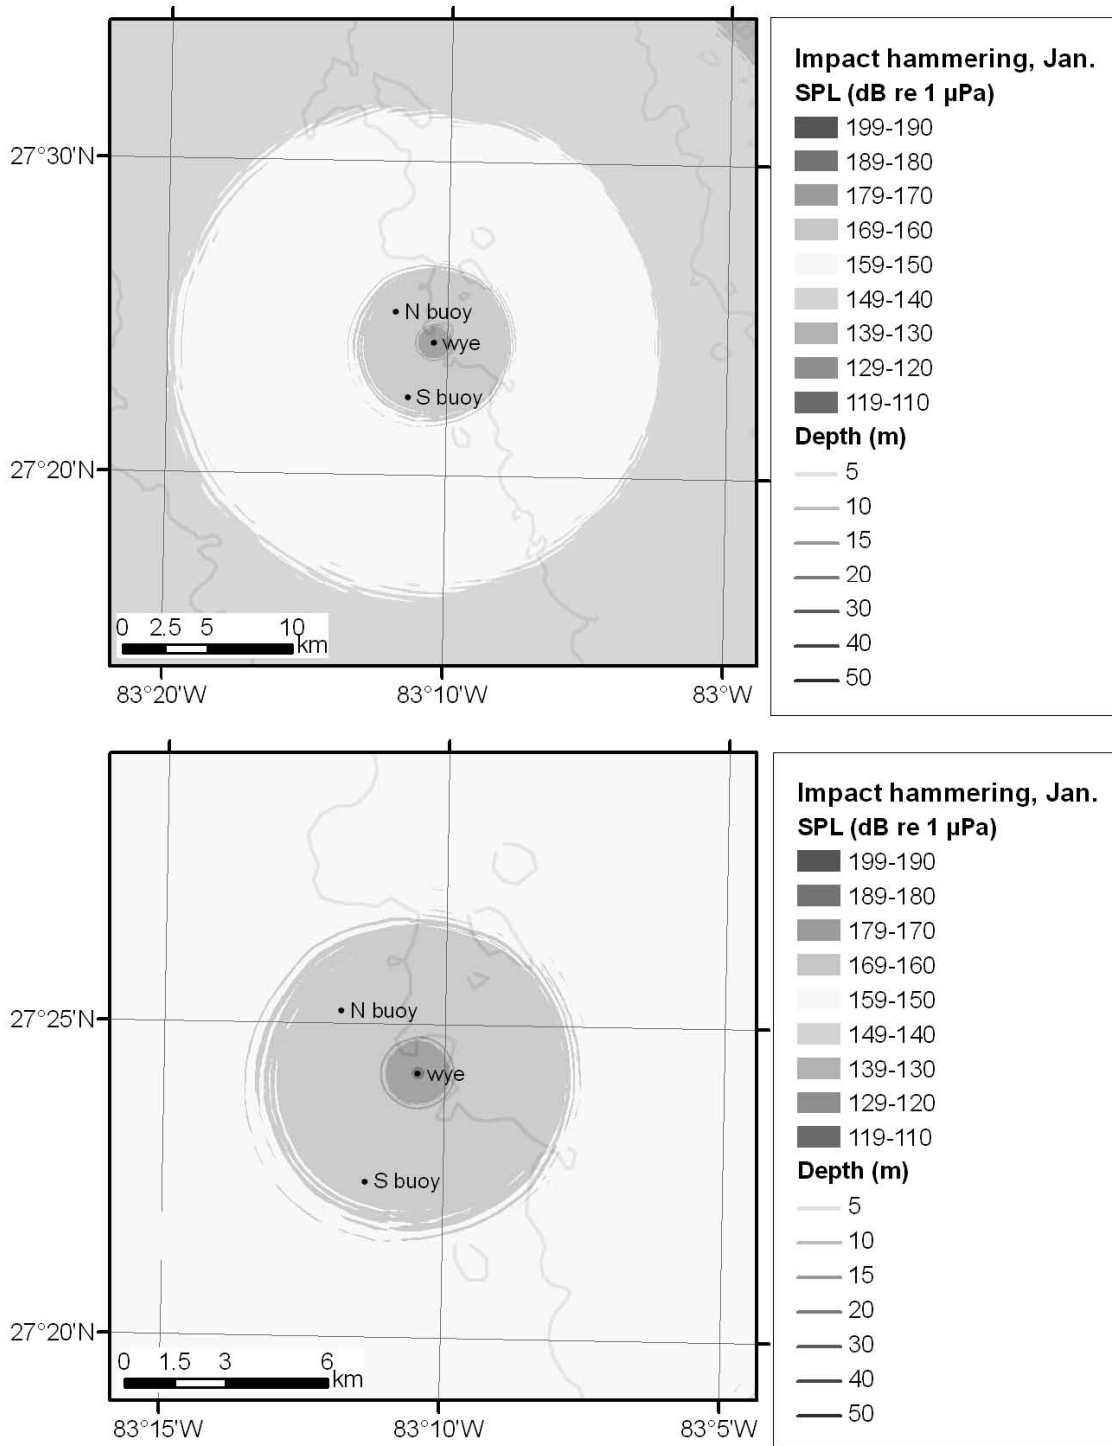 Impact hammering, Jan.
SPL (dB re 1 µPa)
199-190
189-180
179-170
169-160
159-150
149-140
139-130
129-120
119-110
Depth (m)
5
10
15
20
30
40
50
27°30'N
N buoy
wye
S buoy
27°20'N
0 2.5 5 10
km
83°20'W 83°10'W 83°W
Impact hammering, Jan.
SPL (dB re 1 µPa)
199-190
189-180
179-170
169-160
159-150
149-140
139-130
129-120
119-110
Depth (m)
5
10
15
20
30
40
50
27°25'N
N buoy
wye
S buoy
27°20'N
0 1.5 3 6
km
83°15'W 83°10'W 83°5'W